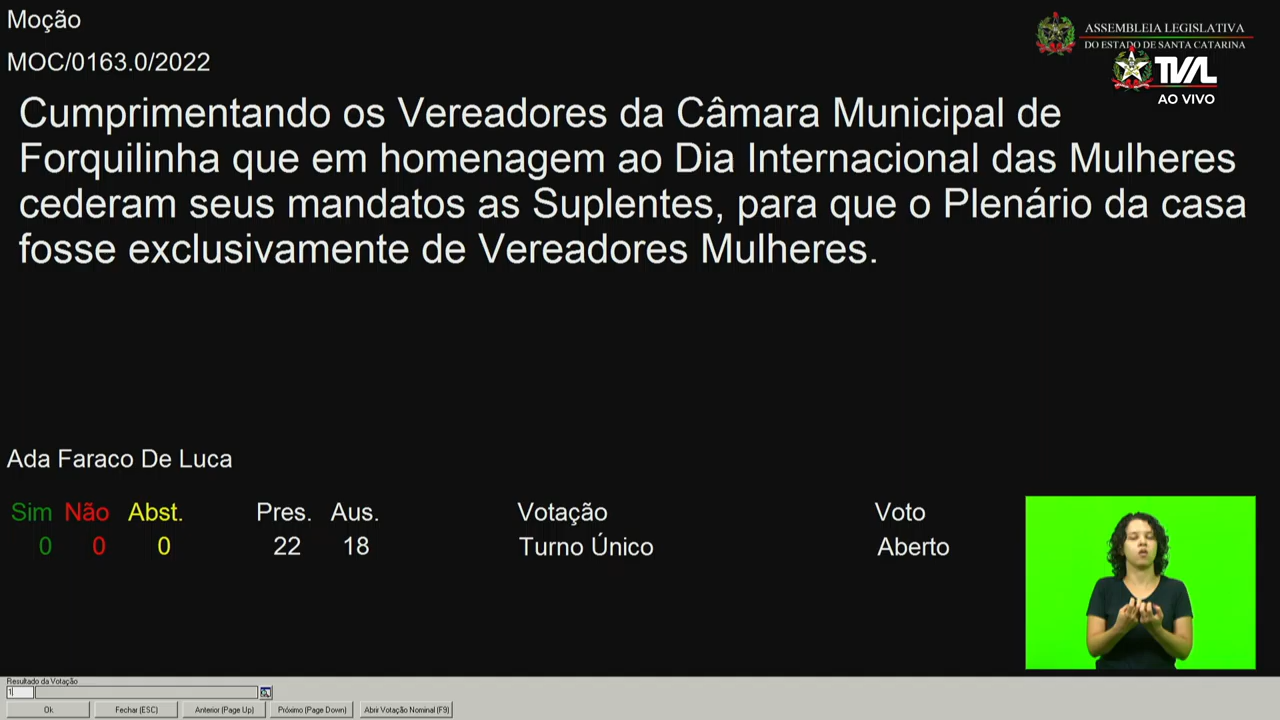 Moção
ASSEMBLEIA LEGISLATIVA
DO ESTADO DE SANTA CATARINA
MOC/0163.0/2022
TVAL
AO VIVO
Cumprimentando os Vereadores da Câmara Municipal de
Forquilinha que em homenagem ao Dia Internacional das Mulheres
cederam seus mandatos as Suplentes, para que o Plenário da casa
fosse exclusivamente de Vereadores Mulheres.
Ada Faraco De Luca
Sim Não Abst. Pres. Aus. Votação Voto
0 0 0 22 18 Turno Único Aberto
Resultado da Votação
1
Ok Fechar (ESC) Anterior (Page Up) Próximo (Page Down) Abrir Votação Nominal (F9)